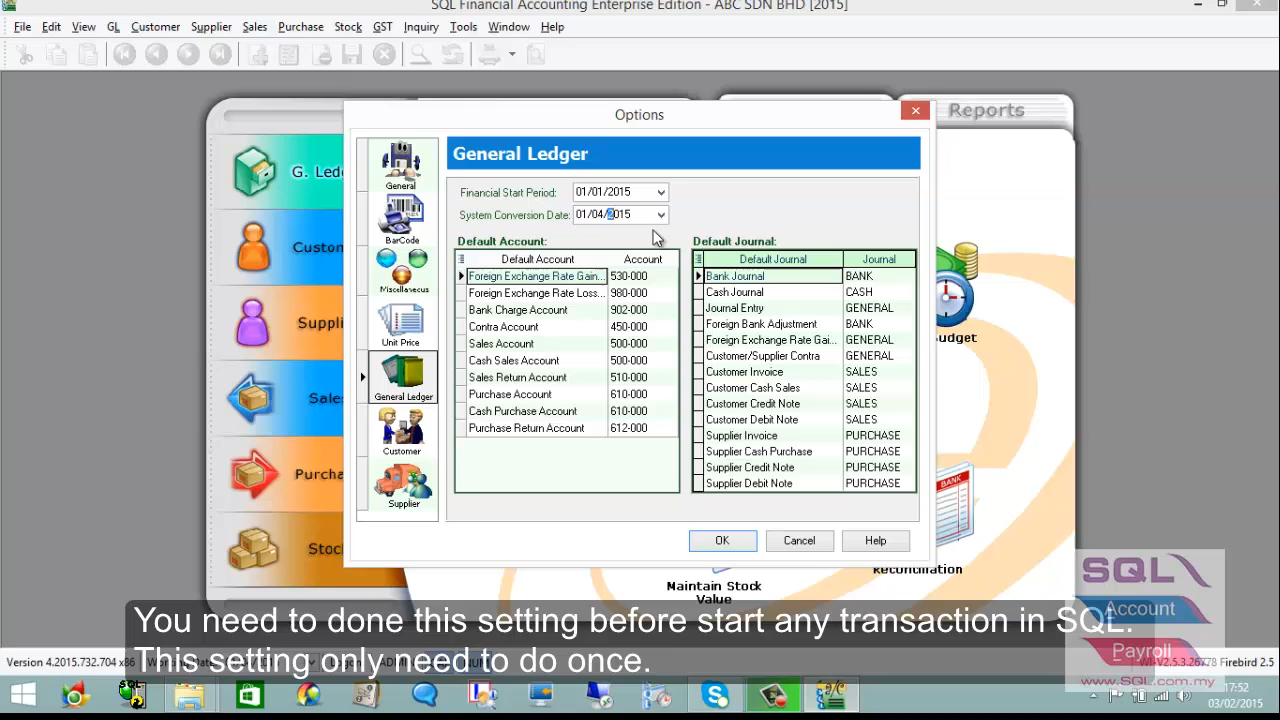 SQL Financial Accounting Enterprise Edition - ABC SDN BHD [2015]
File Edit View GL Customer Supplier Sales Purchase Stock GST Inquiry Tools Window Help
Reports
Options
General Ledger
General
BarCode
Miscellaneous
Unit Price
General Ledger
Customer
Supplier
Financial Start Period: 01/01/2015
System Conversion Date: 01/04/2015
Default Account:
Default Account Account
Foreign Exchange Rate Gain... 530-000
Foreign Exchange Rate Loss... 980-000
Bank Charge Account 902-000
Contra Account 450-000
Sales Account 500-000
Cash Sales Account 500-000
Sales Return Account 510-000
Purchase Account 610-000
Cash Purchase Account 610-000
Purchase Return Account 612-000
Default Journal:
Default Journal Journal
Bank Journal BANK
Cash Journal CASH
Journal Entry GENERAL
Foreign Bank Adjustment BANK
Foreign Exchange Rate Gai... GENERAL
Customer/Supplier Contra GENERAL
Customer Invoice SALES
Customer Cash Sales SALES
Customer Credit Note SALES
Customer Debit Note SALES
Supplier Invoice PURCHASE
Supplier Cash Purchase PURCHASE
Supplier Credit Note PURCHASE
Supplier Debit Note PURCHASE
OK Cancel Help
G. Led
Custom
Suppli
Sales
Purcha
Stoc
udget
Reconciliation
Maintain Stock
Value
SQL
Account
Payroll
www.SQL.com.my
You need to done this setting before start any transaction in SQL.
This setting only need to do once.
Version 4.2015.732.704 x86
WI-V2.5.3.26778 Firebird 2.5
17:52
03/02/2015